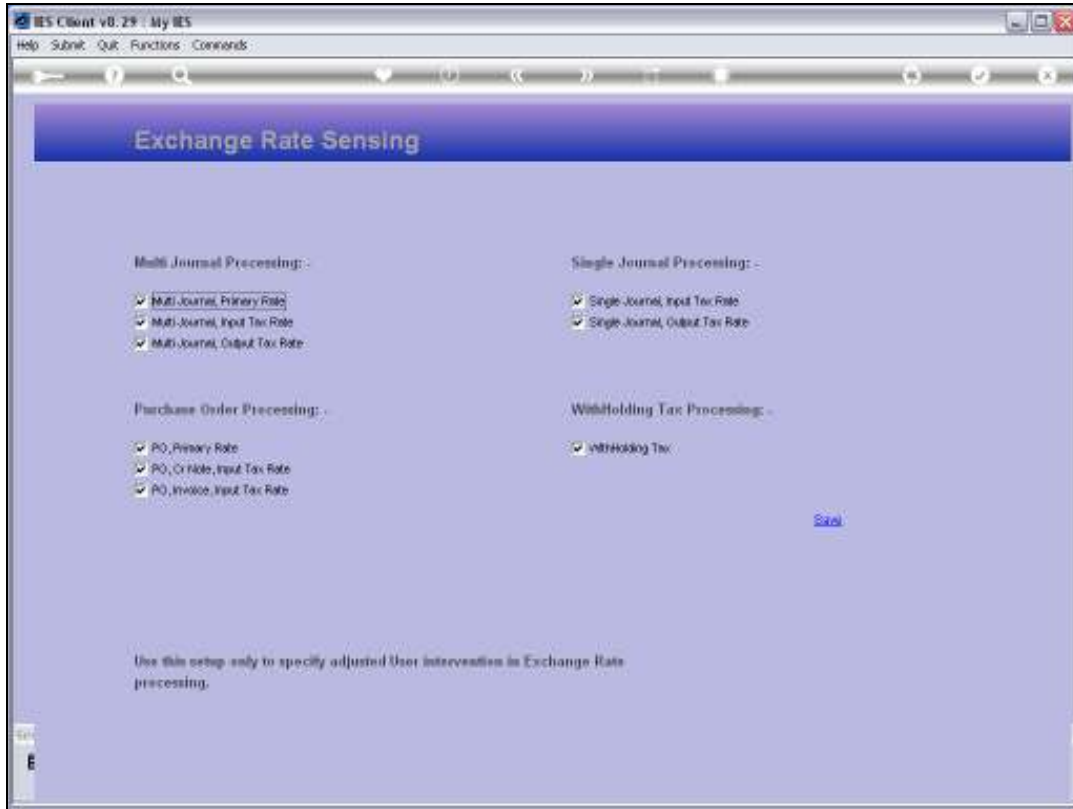 IES Client v8.29 : My IES
Help Submit Quit Functions Commands
Exchange Rate Sensing
Multi Journal Processing: -
Single Journal Processing: -
Multi-Journal, Primary Rate
Single-Journal, Input Tax Rate
Multi-Journal, Input Tax Rate
Single-Journal, Output Tax Rate
Multi-Journal, Output Tax Rate
Purchase Order Processing: -
WithHolding Tax Processing: -
PO, Primary Rate
WithHolding Tax
PO, Cr Note, Input Tax Rate
PO, Invoice, Input Tax Rate
Save
Use this setup only to specify adjusted User intervention in Exchange Rate
processing.